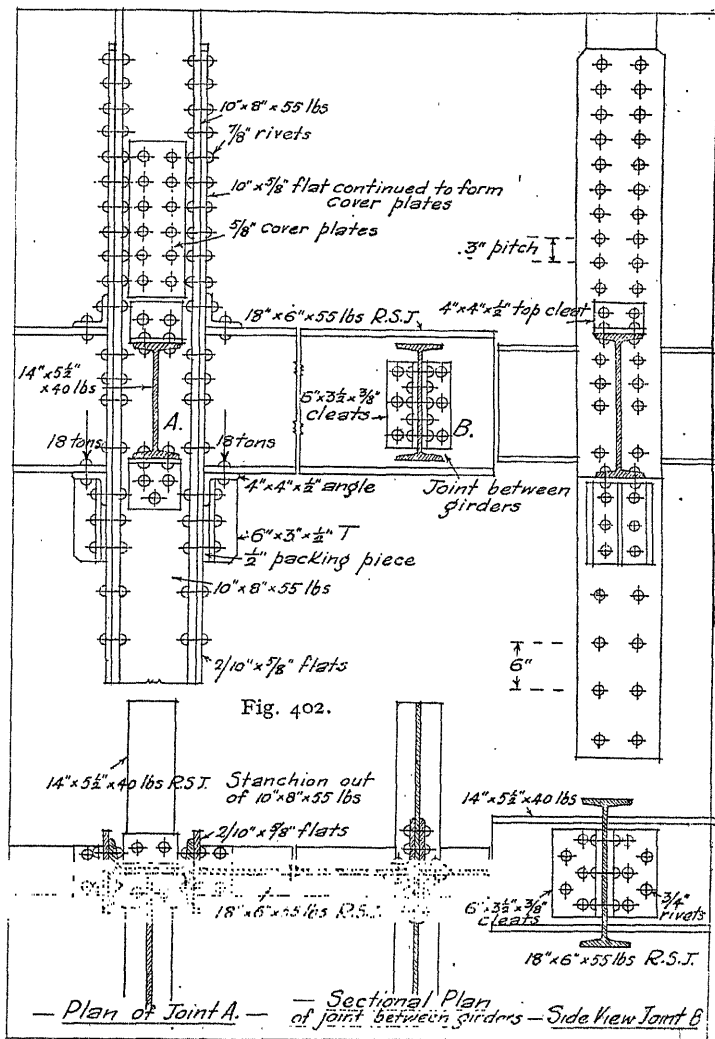 10"×8"×55 lbs
7/8" rivets
10"×5/8" flat continued to form
cover plates
5/8" cover plates
.3" pitch
18"×6"×55 lbs R.S.J.
4"×4"×1/2" top cleat
14"×5 1/2"
×40 lbs
A.
6"×3 1/2"×3/8"
cleats
B.
18 tons
18 tons
Joint between
girders
4"×4"×1/2" angle
6"×3"×1/2" T
1/2" packing piece
10"×8"×55 lbs
2/10"×5/8" flats
6"
Fig. 402.
14"×5 1/2"×40 lbs R.S.J.
Stanchion out
of 10"×8"×55 lbs
14"×5 1/2"×40 lbs
2/10"×5/8" flats
18"×6"×55 lbs R.S.J.
6"×3 1/2"×3/8"
cleats
3/4"
rivets
18"×6"×55 lbs R.S.J.
— Plan of Joint A. —
— Sectional Plan
of joint between girders —
Side View Joint B